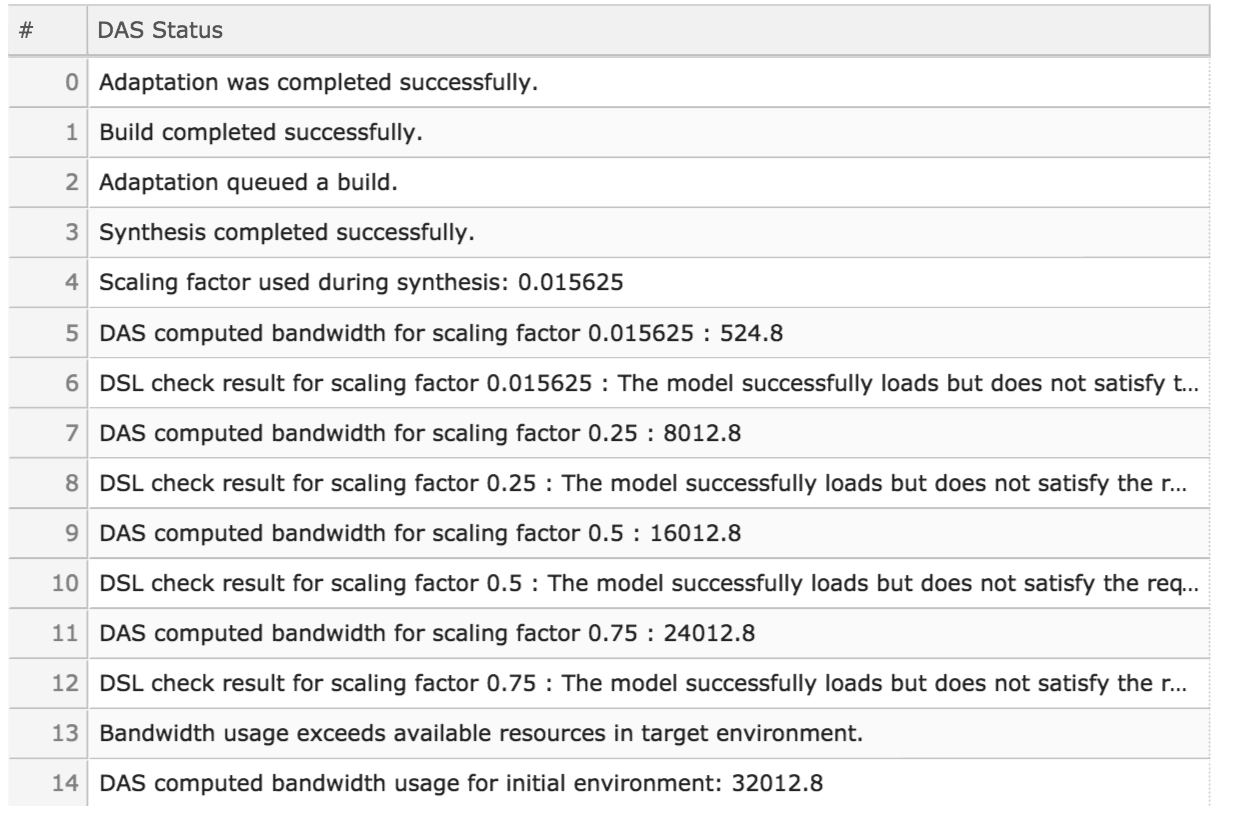 # DAS Status
0 Adaptation was completed successfully.
1 Build completed successfully.
2 Adaptation queued a build.
3 Synthesis completed successfully.
4 Scaling factor used during synthesis: 0.015625
5 DAS computed bandwidth for scaling factor 0.015625 : 524.8
6 DSL check result for scaling factor 0.015625 : The model successfully loads but does not satisfy t...
7 DAS computed bandwidth for scaling factor 0.25 : 8012.8
8 DSL check result for scaling factor 0.25 : The model successfully loads but does not satisfy the r...
9 DAS computed bandwidth for scaling factor 0.5 : 16012.8
10 DSL check result for scaling factor 0.5 : The model successfully loads but does not satisfy the req...
11 DAS computed bandwidth for scaling factor 0.75 : 24012.8
12 DSL check result for scaling factor 0.75 : The model successfully loads but does not satisfy the r...
13 Bandwidth usage exceeds available resources in target environment.
14 DAS computed bandwidth usage for initial environment: 32012.8